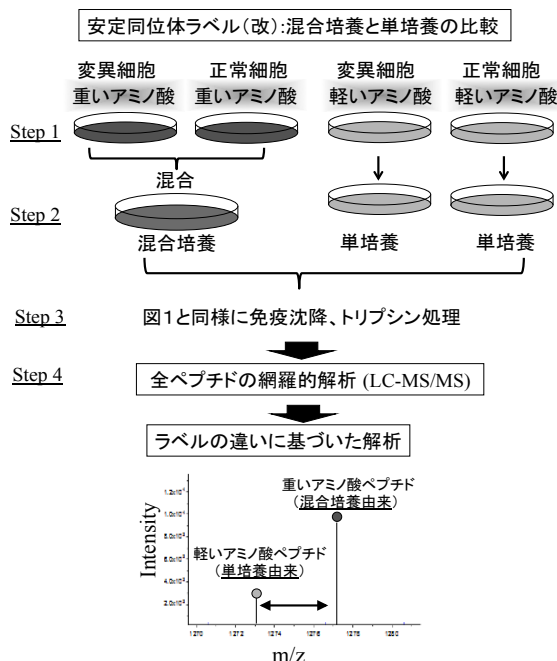 安定同位体ラベル(改):混合培養と単培養の比較
変異細胞 正常細胞 変異細胞 正常細胞
重いアミノ酸 重いアミノ酸 軽いアミノ酸 軽いアミノ酸
Step 1
混合
Step 2
混合培養 単培養 単培養
Step 3 図1と同様に免疫沈降、トリプシン処理
Step 4 全ペプチドの網羅的解析 (LC-MS/MS)
ラベルの違いに基づいた解析
重いアミノ酸ペプチド
(混合培養由来)
軽いアミノ酸ペプチド
(単培養由来)
Intensity
1270 1272 1274 1276 1278 1280
m/z